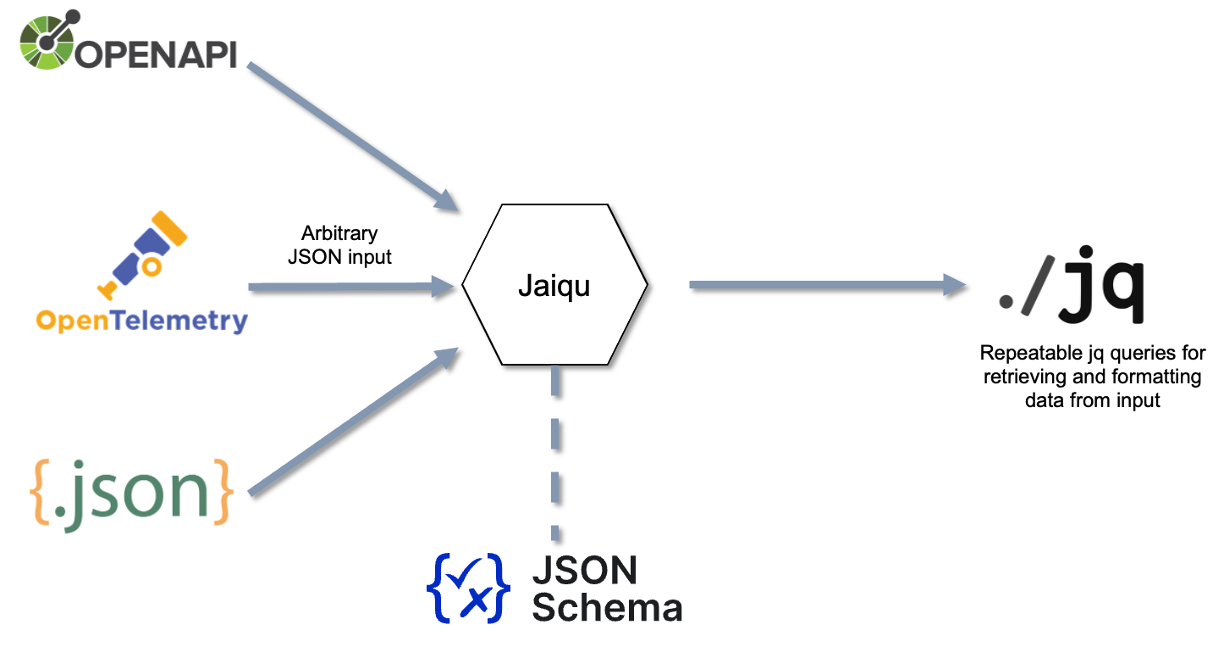 OPENAPI
Arbitrary
JSON input
OpenTelemetry
Jaiqu
./jq
Repeatable jq queries for
retrieving and formatting
data from input
{.json}
JSON
Schema